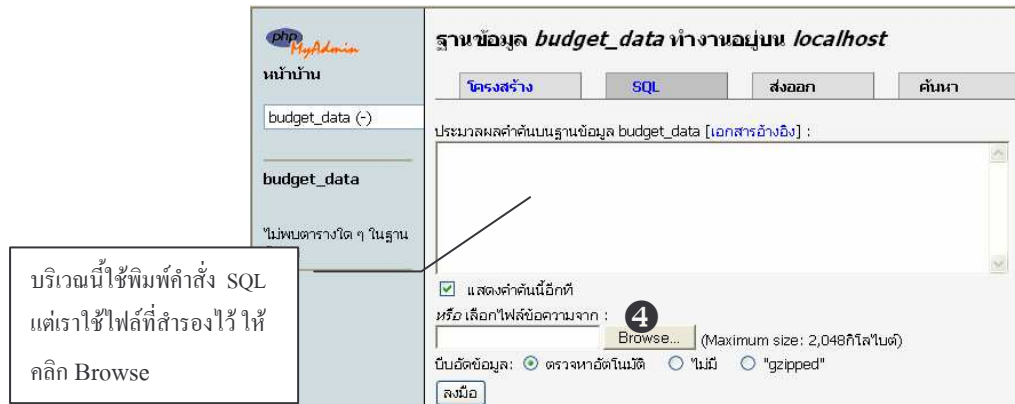 php
MyAdmin
หน้าบ้าน
budget_data (-)
budget_data
ไม่พบตารางใด ๆ ในฐาน
ฐานข้อมูล budget_data ทำงานอยู่บน localhost
โครงสร้าง SQL ส่งออก ค้นหา
ประมวลผลคำค้นบนฐานข้อมูล budget_data [เอกสารอ้างอิง] :
แสดงคำค้นนี้อีกที
หรือ เลือกไฟล์ข้อความจาก :
4
Browse... (Maximum size: 2,048กิโลไบต์)
บีบอัดข้อมูล: ตรวจหาอัตโนมัติ ไม่มี "gzipped"
ลงมือ
บริเวณนี้ใช้พิมพ์คำสั่ง SQL
แต่เราใช้ไฟล์ที่สำรองไว้ ให้
คลิก Browse